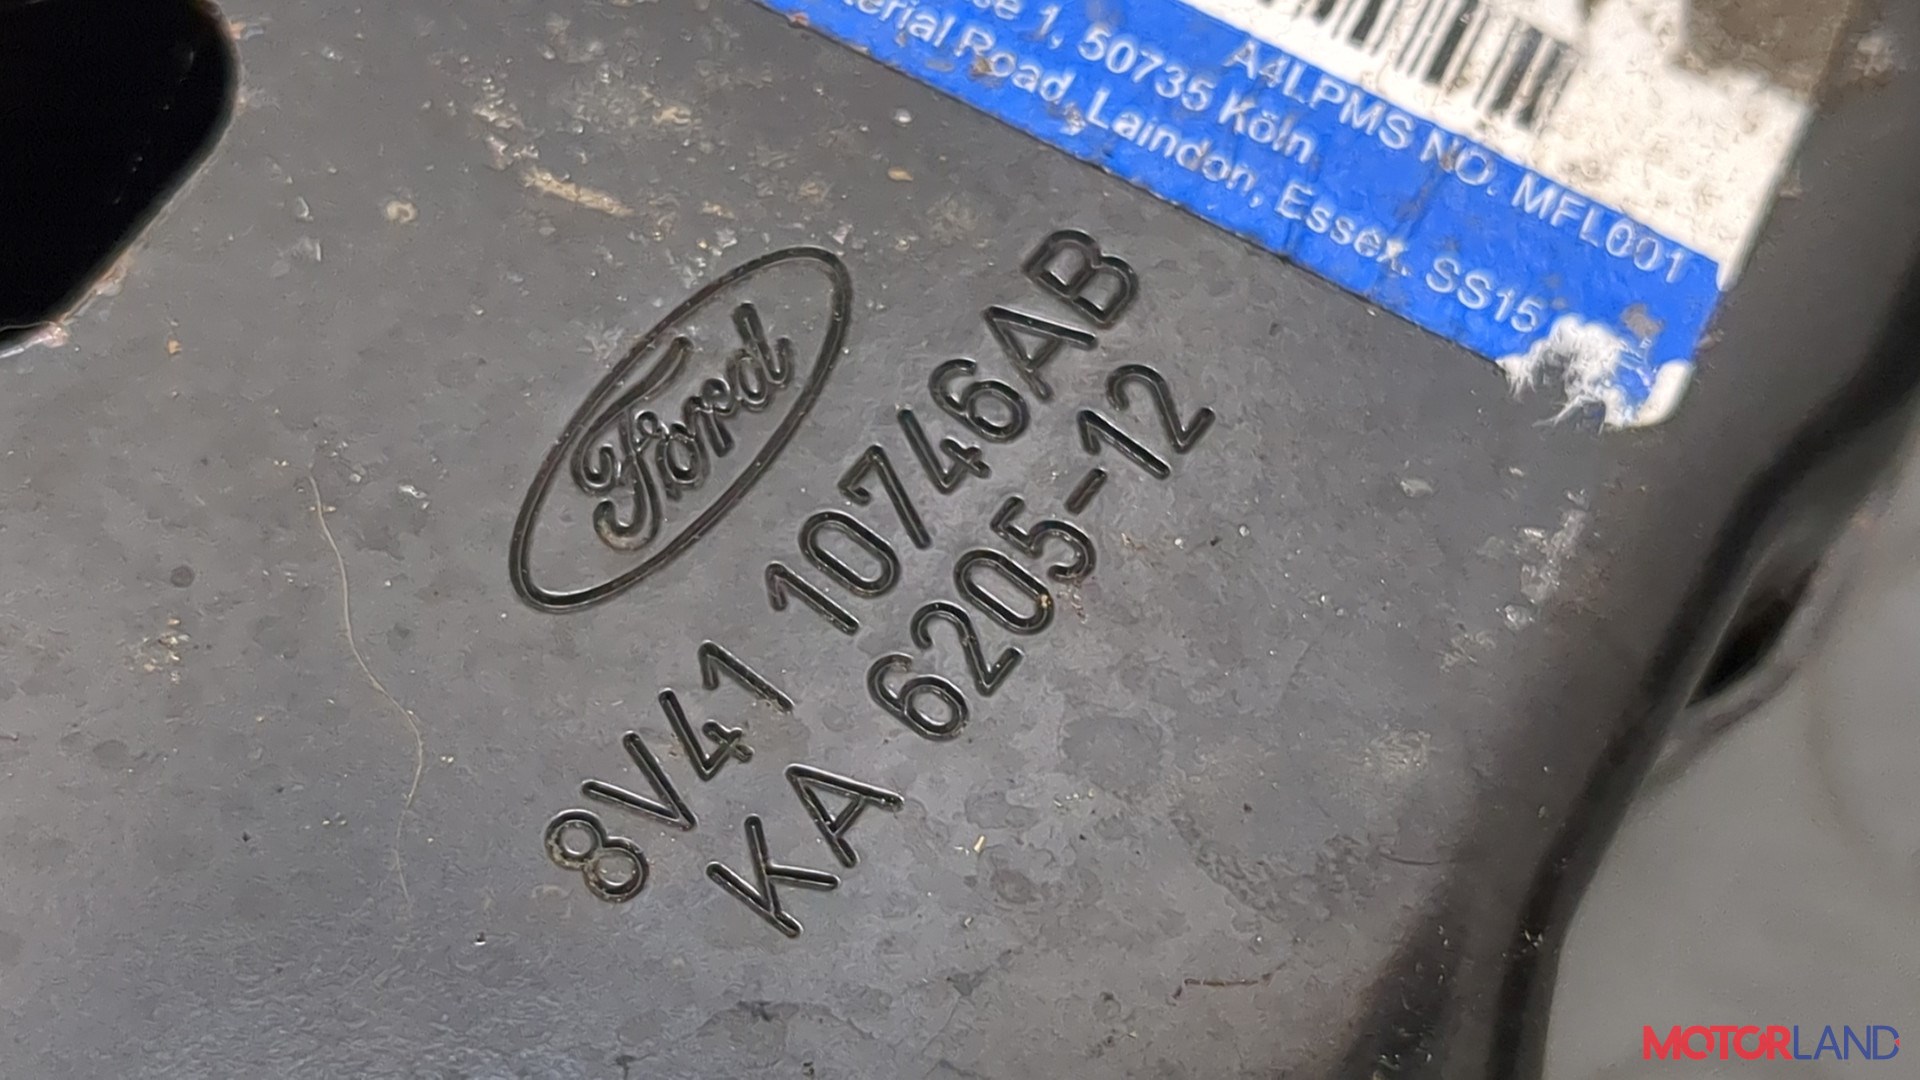 1, 50735 Köln
A4LPMS NO. MFL001
Road, Laindon, Essex. SS15
Ford
8V41 10746AB
KA 6205-12
MOTORLAND